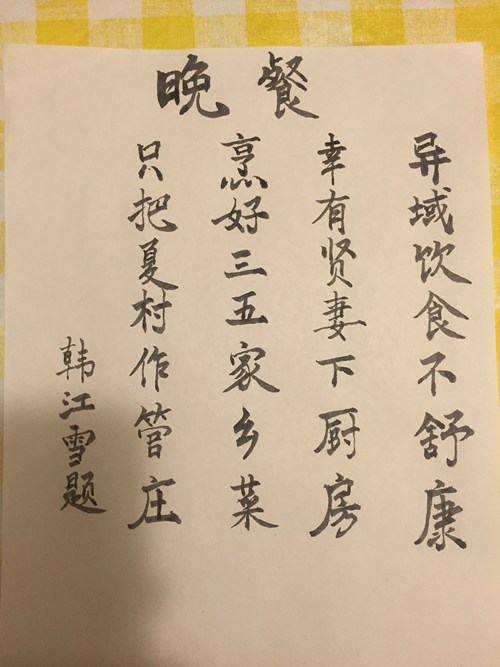 晚餐
异域饮食不舒康
幸有贤妻下厨房
烹好三五家乡菜
只把夏村作管庄
韩江雪题